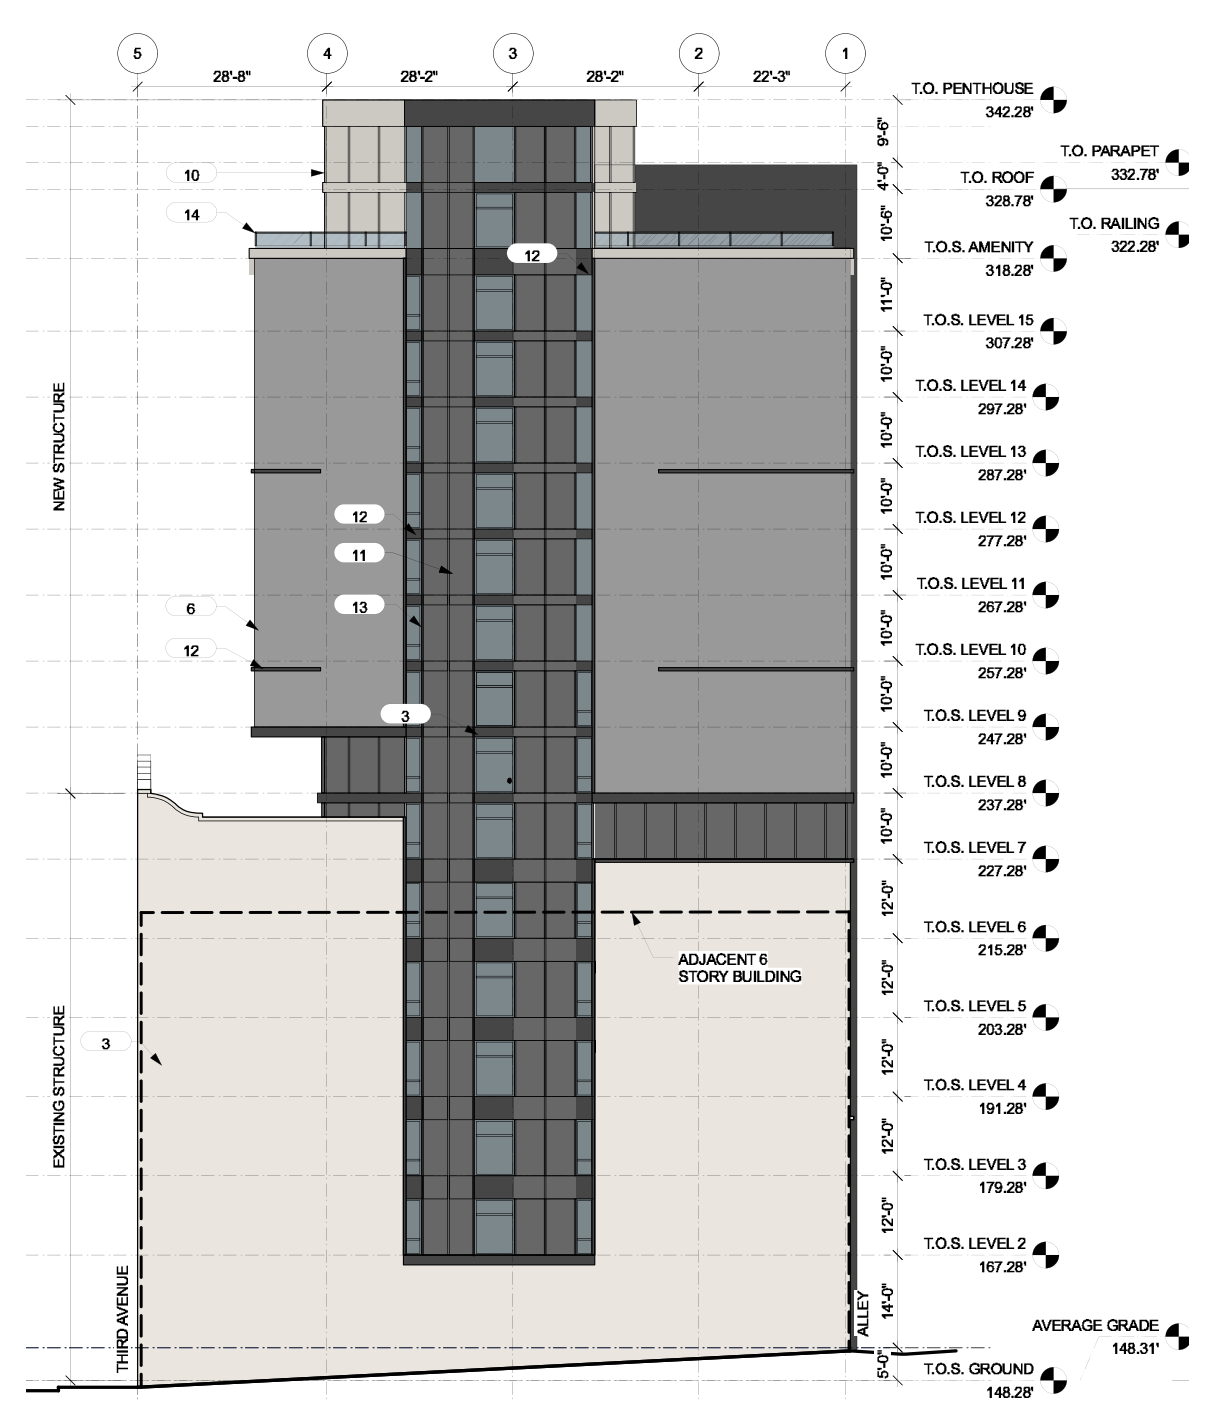 5
4
3
2
1
28'-8"
28'-2"
28'-2"
22'-3"
T.O. PENTHOUSE
342.28'
9'-6"
T.O. PARAPET
332.78'
4'-0"
T.O. ROOF
328.78'
10
14
10'-6"
T.O. RAILING
322.28'
12
T.O.S. AMENITY
318.28'
11'-0"
T.O.S. LEVEL 15
307.28'
10'-0"
T.O.S. LEVEL 14
297.28'
10'-0"
NEW STRUCTURE
T.O.S. LEVEL 13
287.28'
10'-0"
12
T.O.S. LEVEL 12
277.28'
11
10'-0"
T.O.S. LEVEL 11
267.28'
6
13
10'-0"
12
T.O.S. LEVEL 10
257.28'
10'-0"
3
T.O.S. LEVEL 9
247.28'
10'-0"
T.O.S. LEVEL 8
237.28'
10'-0"
T.O.S. LEVEL 7
227.28'
12'-0"
T.O.S. LEVEL 6
215.28'
ADJACENT 6
STORY BUILDING
12'-0"
T.O.S. LEVEL 5
203.28'
EXISTING STRUCTURE
3
12'-0"
T.O.S. LEVEL 4
191.28'
12'-0"
T.O.S. LEVEL 3
179.28'
12'-0"
T.O.S. LEVEL 2
167.28'
THIRD AVENUE
14'-0"
ALLEY
AVERAGE GRADE
148.31'
5'-0"
T.O.S. GROUND
148.28'